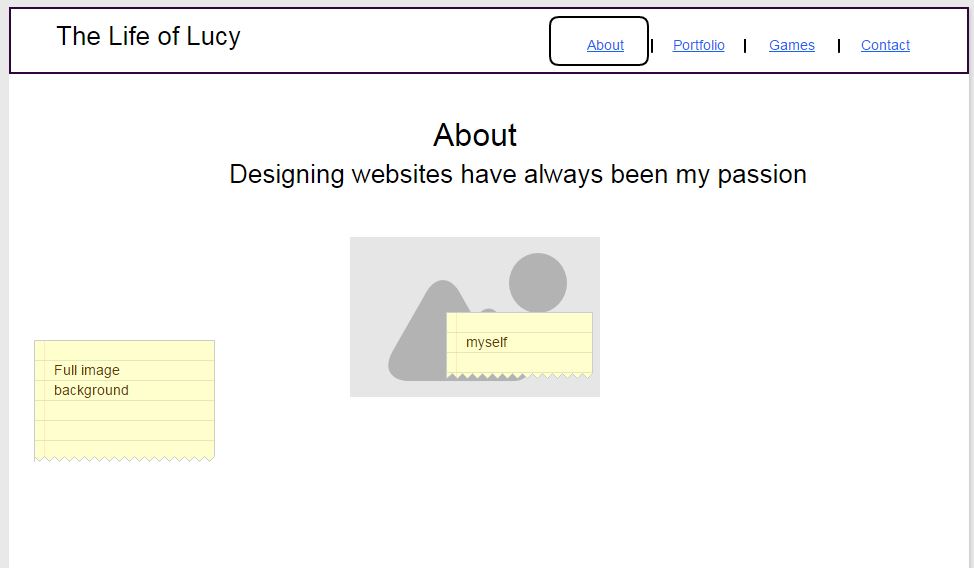 The Life of Lucy
About | Portfolio | Games | Contact
About
Designing websites have always been my passion
myself
Full image
background